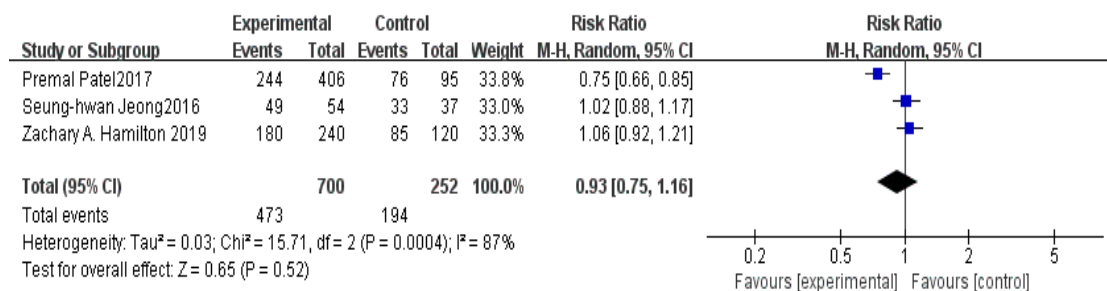 Experimental Control Risk Ratio Risk Ratio
Study or Subgroup Events Total Events Total Weight M-H, Random, 95% CI M-H, Random, 95% CI
Premal Patel2017 244 406 76 95 33.8% 0.75 [0.66, 0.85]
Seung-hwan Jeong2016 49 54 33 37 33.0% 1.02 [0.88, 1.17]
Zachary A. Hamilton 2019 180 240 85 120 33.3% 1.06 [0.92, 1.21]
Total (95% CI) 700 252 100.0% 0.93 [0.75, 1.16]
Total events 473 194
Heterogeneity: Tau² = 0.03; Chi² = 15.71, df = 2 (P = 0.0004); I² = 87%
Test for overall effect: Z = 0.65 (P = 0.52)
0.2 0.5 1 2 5
Favours [experimental] Favours [control]